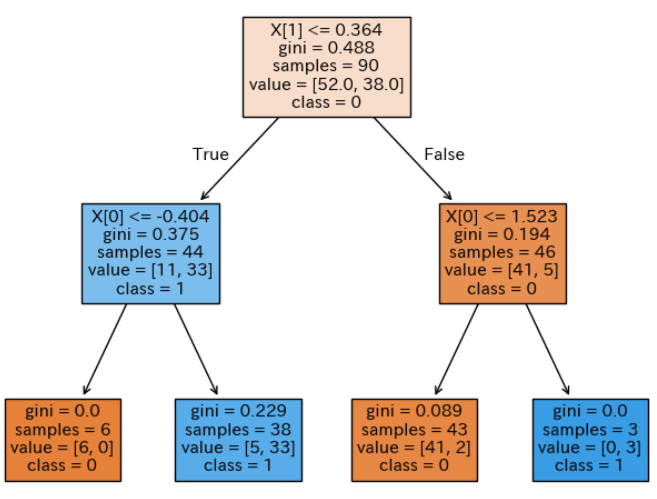 X[1] <= 0.364
gini = 0.488
samples = 90
value = [52.0, 38.0]
class = 0
True
False
X[0] <= -0.404
gini = 0.375
samples = 44
value = [11, 33]
class = 1
X[0] <= 1.523
gini = 0.194
samples = 46
value = [41, 5]
class = 0
gini = 0.0
samples = 6
value = [6, 0]
class = 0
gini = 0.229
samples = 38
value = [5, 33]
class = 1
gini = 0.089
samples = 43
value = [41, 2]
class = 0
gini = 0.0
samples = 3
value = [0, 3]
class = 1